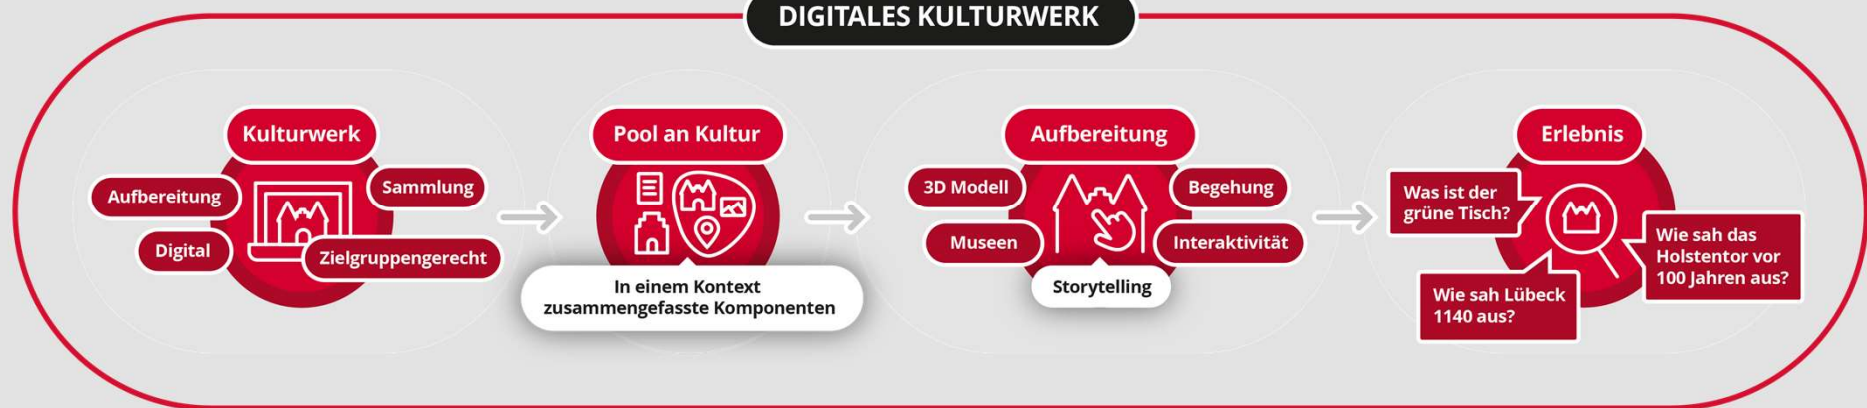 DIGITALES KULTURWERK
Kulturwerk
Aufbereitung
Sammlung
Digital
Zielgruppengerecht
Pool an Kultur
In einem Kontext
zusammengefasste Komponenten
Aufbereitung
3D Modell
Begehung
Museen
Interaktivität
Storytelling
Erlebnis
Was ist der
grüne Tisch?
Wie sah das
Holstentor vor
100 Jahren aus?
Wie sah Lübeck
1140 aus?